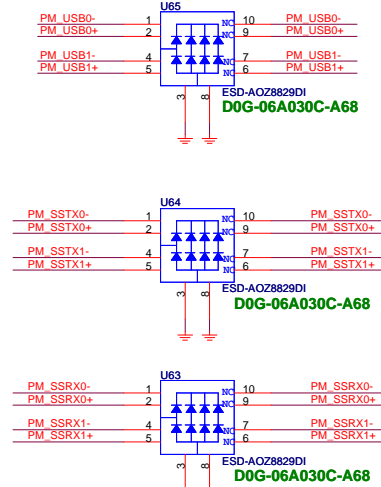 U65
PM_USB0- 1 NC 10 PM_USB0-
PM_USB0+ 2 NC 9 PM_USB0+
PM_USB1- 4 NC 7 PM_USB1-
PM_USB1+ 5 NC 6 PM_USB1+
3 8
ESD-AOZ8829DI
D0G-06A030C-A68
U64
PM_SSTX0- 1 NC 10 PM_SSTX0-
PM_SSTX0+ 2 NC 9 PM_SSTX0+
PM_SSTX1- 4 NC 7 PM_SSTX1-
PM_SSTX1+ 5 NC 6 PM_SSTX1+
3 8
ESD-AOZ8829DI
D0G-06A030C-A68
U63
PM_SSRX0- 1 NC 10 PM_SSRX0-
PM_SSRX0+ 2 NC 9 PM_SSRX0+
PM_SSRX1- 4 NC 7 PM_SSRX1-
PM_SSRX1+ 5 NC 6 PM_SSRX1+
3 8
ESD-AOZ8829DI
D0G-06A030C-A68